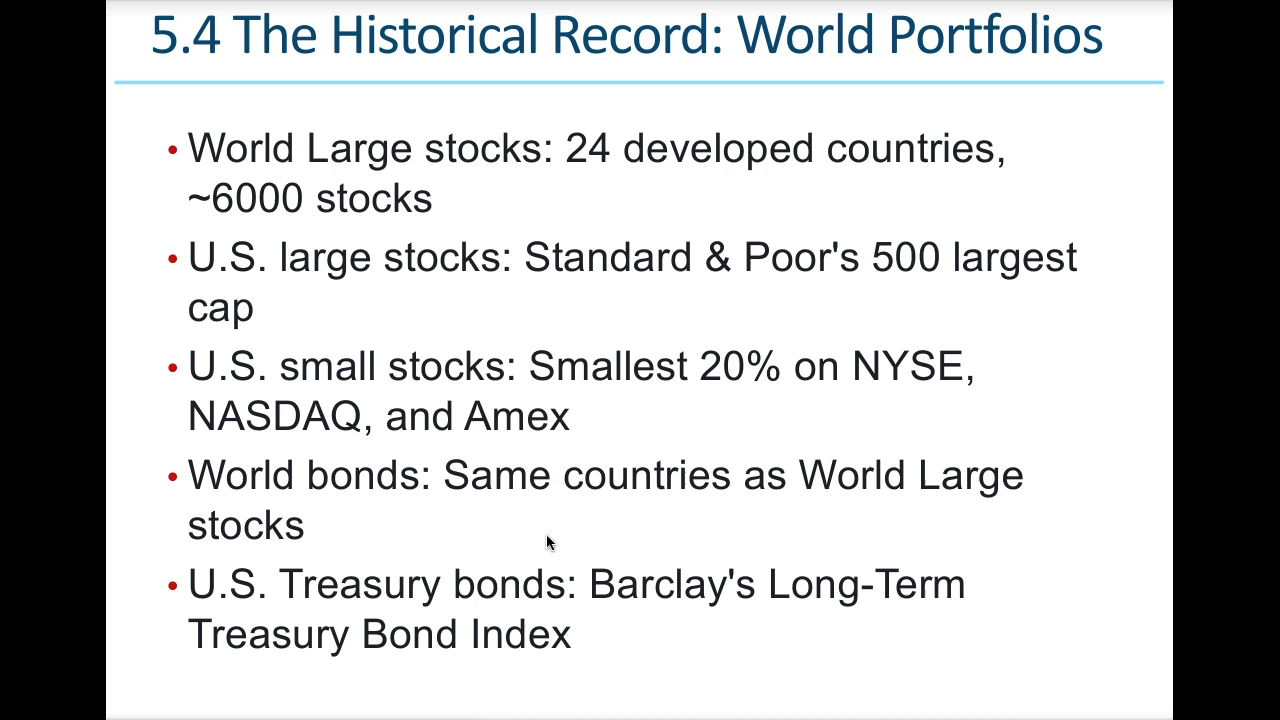 5.4 The Historical Record: World Portfolios
• World Large stocks: 24 developed countries,
~6000 stocks
• U.S. large stocks: Standard & Poor's 500 largest
cap
• U.S. small stocks: Smallest 20% on NYSE,
NASDAQ, and Amex
• World bonds: Same countries as World Large
stocks
• U.S. Treasury bonds: Barclay's Long-Term
Treasury Bond Index